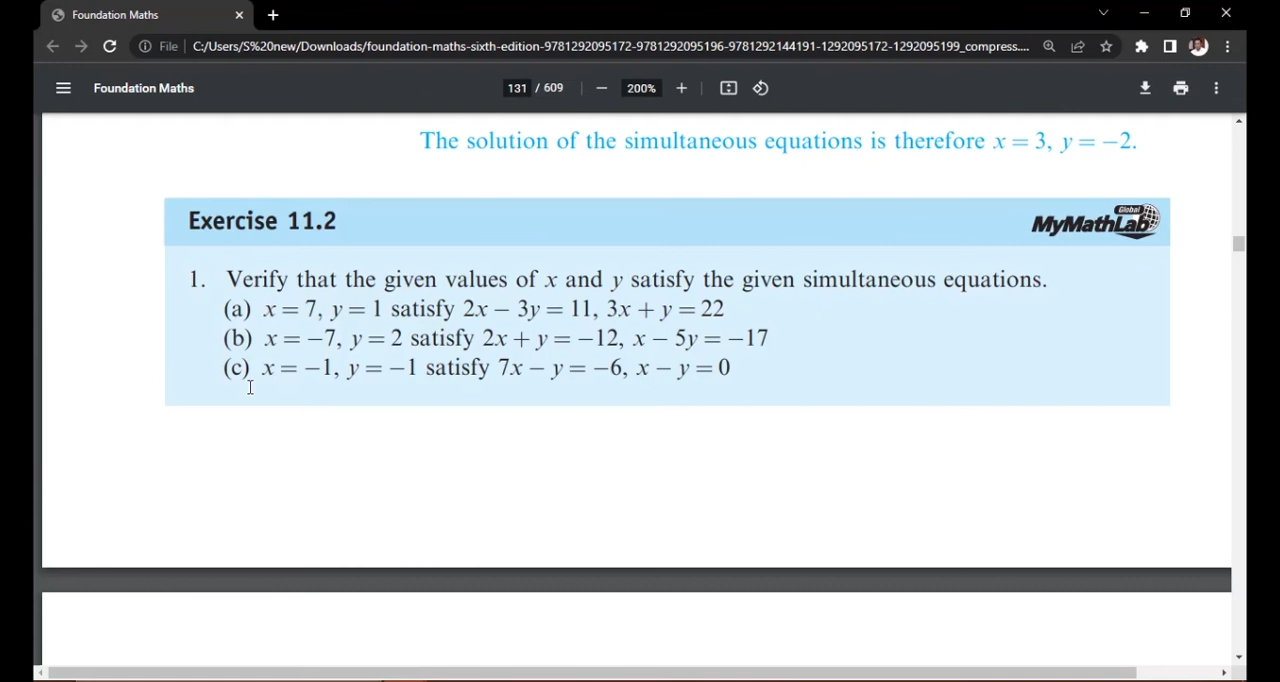 Foundation Maths
File
C:/Users/S%20new/Downloads/foundation-maths-sixth-edition-9781292095172-9781292095196-9781292144191-1292095172-1292095199_compress....
Foundation Maths
131 / 609
200%
The solution of the simultaneous equations is therefore x = 3, y = −2.
Exercise 11.2
Global
MyMathLab
1. Verify that the given values of x and y satisfy the given simultaneous equations.
(a) x = 7, y = 1 satisfy 2x − 3y = 11, 3x + y = 22
(b) x = −7, y = 2 satisfy 2x + y = −12, x − 5y = −17
(c) x = −1, y = −1 satisfy 7x − y = −6, x − y = 0